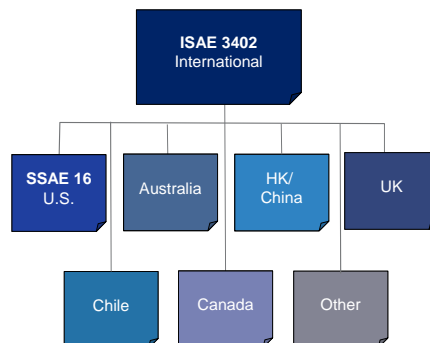 ISAE 3402
International
SSAE 16
U.S.
Australia
HK/
China
UK
Chile
Canada
Other